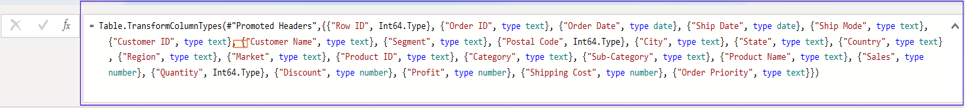 fx = Table.TransformColumnTypes(#"Promoted Headers",{{"Row ID", Int64.Type}, {"Order ID", type text}, {"Order Date", type date}, {"Ship Date", type date}, {"Ship Mode", type text},
{"Customer ID", type text}, {"Customer Name", type text}, {"Segment", type text}, {"Postal Code", Int64.Type}, {"City", type text}, {"State", type text}, {"Country", type text}
, {"Region", type text}, {"Market", type text}, {"Product ID", type text}, {"Category", type text}, {"Sub-Category", type text}, {"Product Name", type text}, {"Sales", type
number}, {"Quantity", Int64.Type}, {"Discount", type number}, {"Profit", type number}, {"Shipping Cost", type number}, {"Order Priority", type text}})